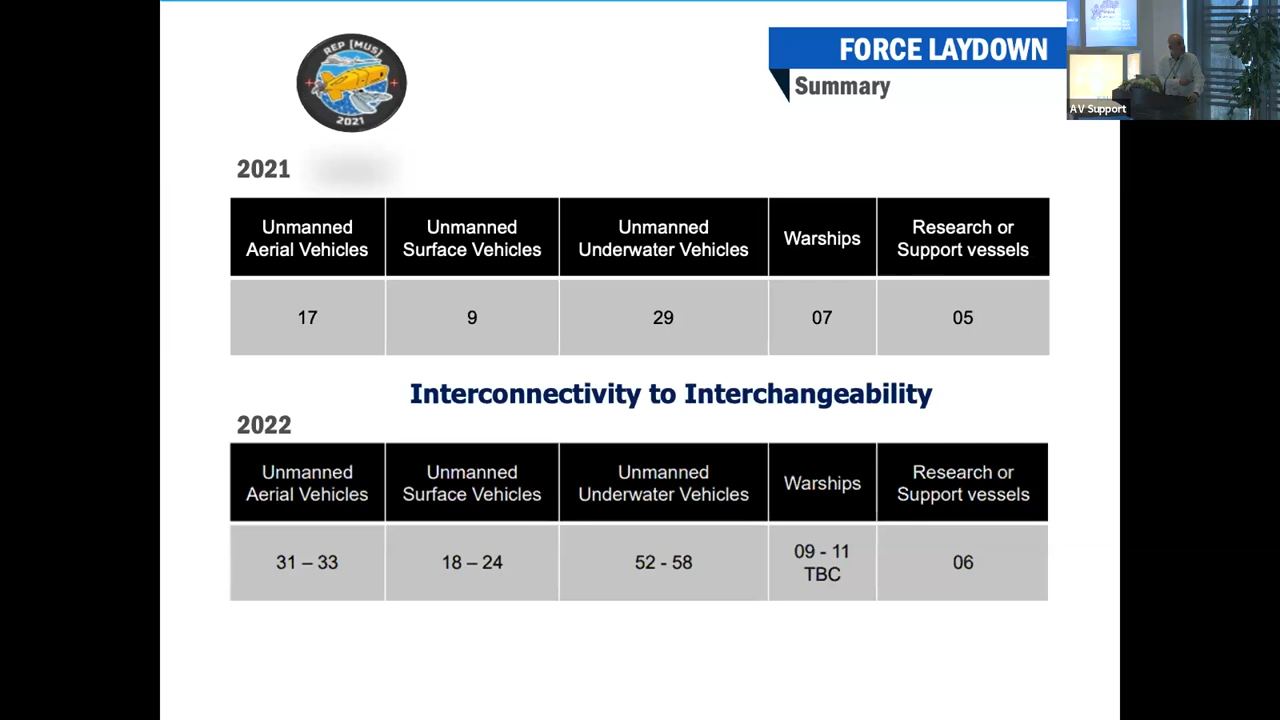 REP [MUS]
2021
FORCE LAYDOWN
Summary
AV Support
2021
Unmanned Aerial Vehicles
Unmanned Surface Vehicles
Unmanned Underwater Vehicles
Warships
Research or Support vessels
17
9
29
07
05
Interconnectivity to Interchangeability
2022
Unmanned Aerial Vehicles
Unmanned Surface Vehicles
Unmanned Underwater Vehicles
Warships
Research or Support vessels
31 – 33
18 – 24
52 - 58
09 - 11
TBC
06